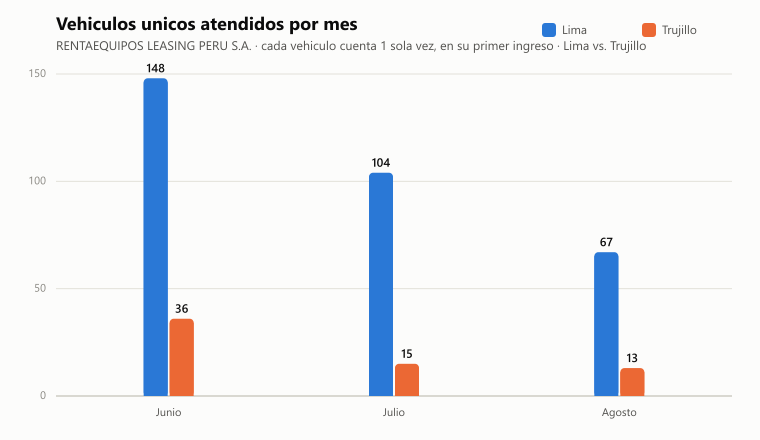 Vehiculos unicos atendidos por mes
Lima
Trujillo
RENTAEQUIPOS LEASING PERU S.A. · cada vehiculo cuenta 1 sola vez, en su primer ingreso · Lima vs. Trujillo
150
148
104
100
67
50
36
15
13
0
Junio
Julio
Agosto